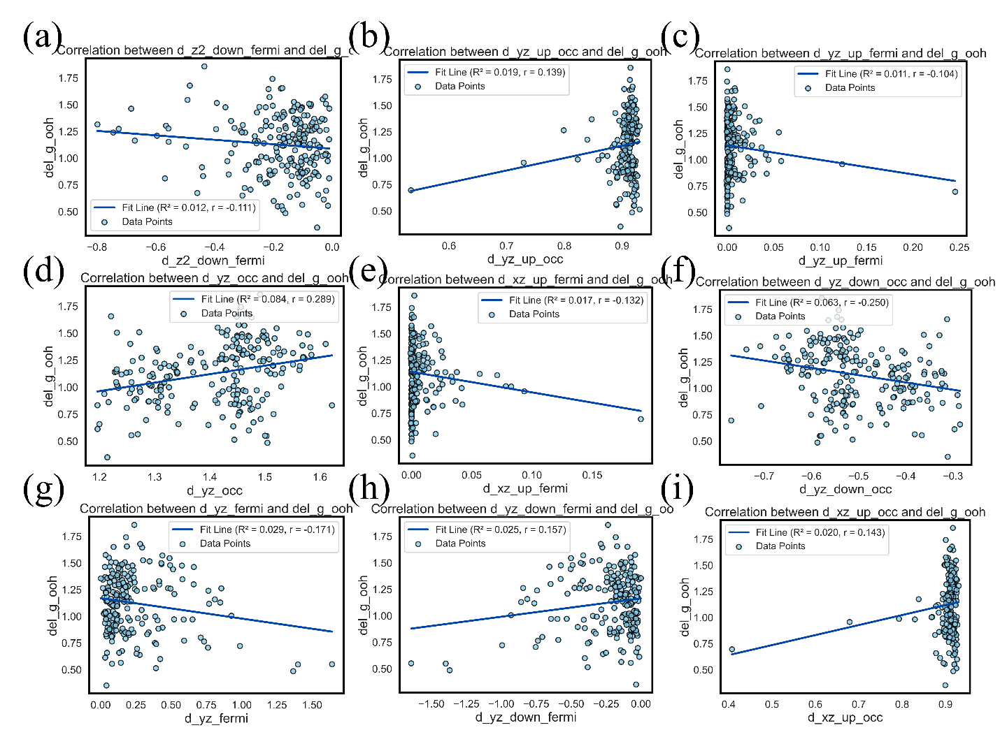 (a)
Correlation between d_z2_down_fermi and del_g_o
1.75
1.50
1.25
1.00
0.75
0.50
del_g_ooh
Fit Line (R² = 0.012, r = -0.111)
Data Points
−0.8
−0.6
−0.4
−0.2
0.0
d_z2_down_fermi
(b)
Correlation between d_yz_up_occ and del_g_ooh
1.75
1.50
1.25
1.00
0.75
0.50
del_g_ooh
Fit Line (R² = 0.019, r = 0.139)
Data Points
0.6
0.7
0.8
0.9
d_yz_up_occ
(c)
Correlation between d_yz_up_fermi and del_g_ooh
1.75
1.50
1.25
1.00
0.75
0.50
del_g_ooh
Fit Line (R² = 0.011, r = -0.104)
Data Points
0.00
0.05
0.10
0.15
0.20
0.25
d_yz_up_fermi
(d)
Correlation between d_yz_occ and del_g_ooh
1.75
1.50
1.25
1.00
0.75
0.50
del_g_ooh
Fit Line (R² = 0.084, r = 0.289)
Data Points
1.2
1.3
1.4
1.5
1.6
d_yz_occ
(e)
Correlation between d_xz_up_fermi and del_g_ooh
1.75
1.50
1.25
1.00
0.75
0.50
del_g_ooh
Fit Line (R² = 0.017, r = -0.132)
Data Points
0.00
0.05
0.10
0.15
d_xz_up_fermi
(f)
Correlation between d_yz_down_occ and del_g_ooh
1.75
1.50
1.25
1.00
0.75
0.50
del_g_ooh
Fit Line (R² = 0.063, r = -0.250)
Data Points
−0.7
−0.6
−0.5
−0.4
−0.3
d_yz_down_occ
(g)
Correlation between d_yz_fermi and del_g_ooh
1.75
1.50
1.25
1.00
0.75
0.50
del_g_ooh
Fit Line (R² = 0.029, r = -0.171)
Data Points
0.00
0.25
0.50
0.75
1.00
1.25
1.50
d_yz_fermi
(h)
Correlation between d_yz_down_fermi and del_g_oo
1.75
1.50
1.25
1.00
0.75
0.50
del_g_ooh
Fit Line (R² = 0.025, r = 0.157)
Data Points
−1.50
−1.25
−1.00
−0.75
−0.50
−0.25
0.00
d_yz_down_fermi
(i)
Correlation between d_xz_up_occ and del_g_ooh
1.75
1.50
1.25
1.00
0.75
0.50
del_g_ooh
Fit Line (R² = 0.020, r = 0.143)
Data Points
0.4
0.5
0.6
0.7
0.8
0.9
d_xz_up_occ